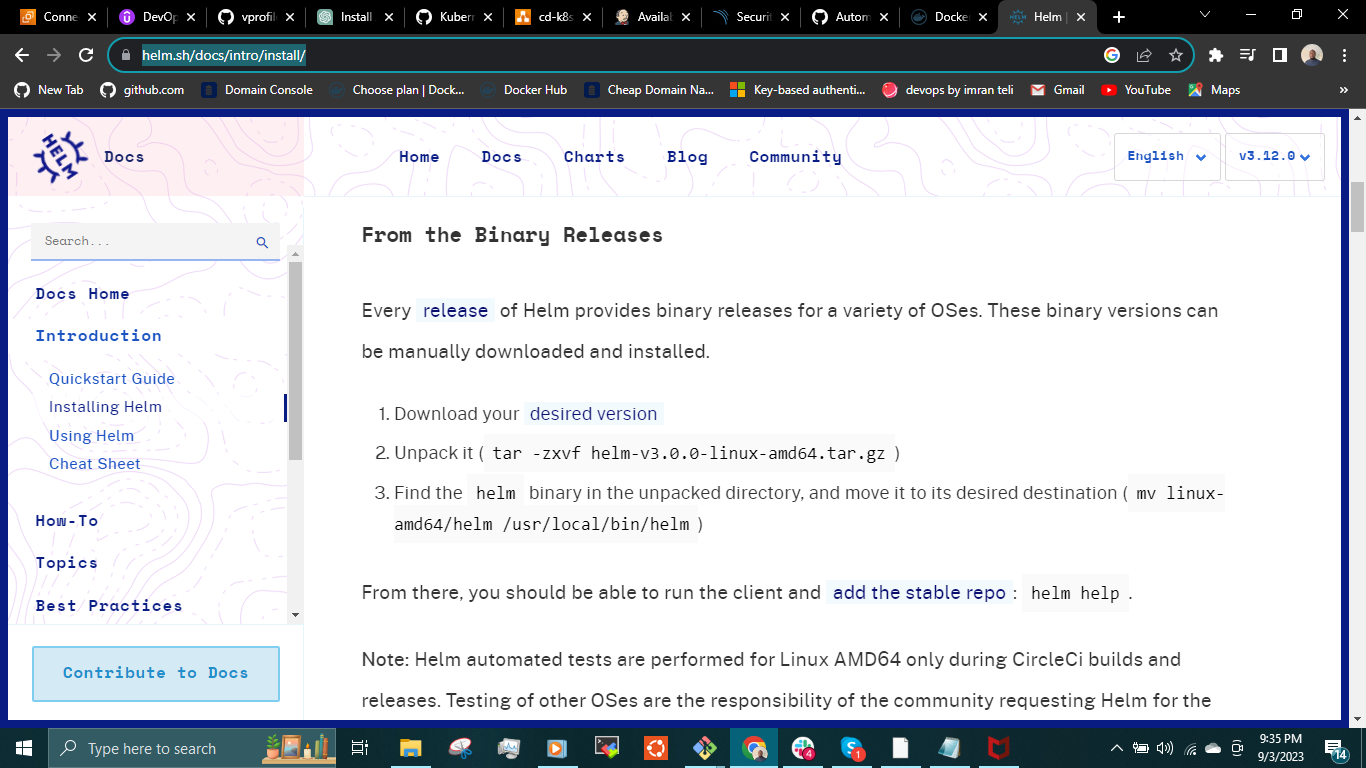 Conne
DevOp
vprofil
Install
Kubern
cd-k8s
Availab
Securit
Autom
Docke
Helm |
helm.sh/docs/intro/install/
New Tab
github.com
Domain Console
Choose plan | Dock...
Docker Hub
Cheap Domain Na...
Key-based authenti...
devops by imran teli
Gmail
YouTube
Maps
»
HELM
Docs
Home
Docs
Charts
Blog
Community
English
v3.12.0
Search...
Docs Home
Introduction
Quickstart Guide
Installing Helm
Using Helm
Cheat Sheet
How-To
Topics
Best Practices
Contribute to Docs
From the Binary Releases
Every release of Helm provides binary releases for a variety of OSes. These binary versions can
be manually downloaded and installed.
1. Download your desired version
2. Unpack it ( tar -zxvf helm-v3.0.0-linux-amd64.tar.gz )
3. Find the helm binary in the unpacked directory, and move it to its desired destination ( mv linux-
amd64/helm /usr/local/bin/helm )
From there, you should be able to run the client and add the stable repo : helm help .
Note: Helm automated tests are performed for Linux AMD64 only during CircleCi builds and
releases. Testing of other OSes are the responsibility of the community requesting Helm for the
Type here to search
4
1
9:35 PM
9/3/2023
14